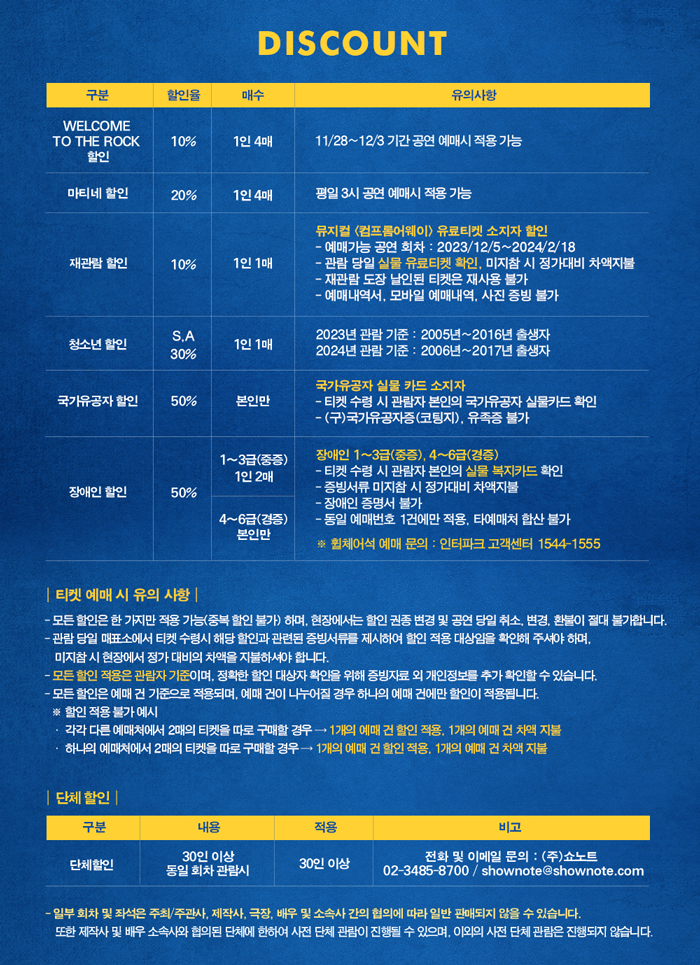 DISCOUNT
구분 할인율 매수 유의사항
WELCOME
TO THE ROCK
할인
10% 1인 4매 11/28~12/3 기간 공연 예매시 적용 가능
마티네 할인 20% 1인 4매 평일 3시 공연 예매시 적용 가능
재관람 할인 10% 1인 1매
뮤지컬 <컴프롬어웨이> 유료티켓 소지자 할인
- 예매가능 공연 회차 : 2023/12/5~2024/2/18
- 관람 당일 실물 유료티켓 확인, 미지참 시 정가대비 차액지불
- 재관람 도장 날인된 티켓은 재사용 불가
- 예매내역서, 모바일 예매내역, 사진 증빙 불가
청소년 할인
S,A
30%
1인 1매
2023년 관람 기준 : 2005년~2016년 출생자
2024년 관람 기준 : 2006년~2017년 출생자
국가유공자 할인 50% 본인만
국가유공자 실물 카드 소지자
- 티켓 수령 시 관람자 본인의 국가유공자 실물카드 확인
- (구)국가유공자증(코팅지), 유족증 불가
장애인 할인 50%
1~3급(중증)
1인 2매
4~6급(경증)
본인만
장애인 1~3급(중증), 4~6급(경증)
- 티켓 수령 시 관람자 본인의 실물 복지카드 확인
- 증빙서류 미지참 시 정가대비 차액지불
- 장애인 증명서 불가
- 동일 예매번호 1건에만 적용, 타예매처 합산 불가
※ 휠체어석 예매 문의 : 인터파크 고객센터 1544-1555
| 티켓 예매 시 유의 사항 |
- 모든 할인은 한 가지만 적용 가능(중복 할인 불가) 하며, 현장에서는 할인 권종 변경 및 공연 당일 취소, 변경, 환불이 절대 불가합니다.
- 관람 당일 매표소에서 티켓 수령시 해당 할인과 관련된 증빙서류를 제시하여 할인 적용 대상임을 확인해 주셔야 하며,
미지참 시 현장에서 정가 대비의 차액을 지불하셔야 합니다.
- 모든 할인 적용은 관람자 기준이며, 정확한 할인 대상자 확인을 위해 증빙자료 외 개인정보를 추가 확인할 수 있습니다.
- 모든 할인은 예매 건 기준으로 적용되며, 예매 건이 나누어질 경우 하나의 예매 건에만 할인이 적용됩니다.
※ 할인 적용 불가 예시
· 각각 다른 예매처에서 2매의 티켓을 따로 구매할 경우 → 1개의 예매 건 할인 적용, 1개의 예매 건 차액 지불
· 하나의 예매처에서 2매의 티켓을 따로 구매할 경우 → 1개의 예매 건 할인 적용, 1개의 예매 건 차액 지불
| 단체 할인 |
구분 내용 적용 비고
단체할인
30인 이상
동일 회차 관람시
30인 이상
전화 및 이메일 문의 : (주)쇼노트
02-3485-8700 / shownote@shownote.com
- 일부 회차 및 좌석은 주최/주관사, 제작사, 극장, 배우 및 소속사 간의 협의에 따라 일반 판매되지 않을 수 있습니다.
또한 제작사 및 배우 소속사와 협의된 단체에 한하여 사전 단체 관람이 진행될 수 있으며, 이외의 사전 단체 관람은 진행되지 않습니다.